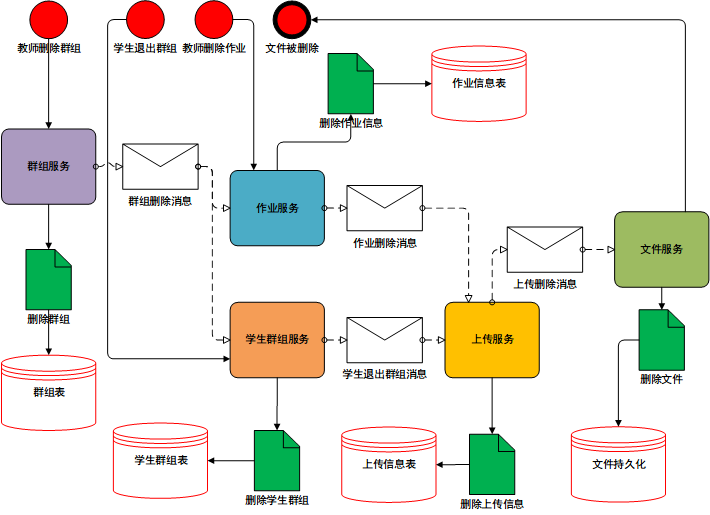 教师删除群组
学生退出群组
教师删除作业
文件被删除
作业信息表
删除作业信息
群组服务
群组删除消息
作业服务
作业删除消息
文件服务
上传删除消息
删除群组
学生群组服务
学生退出群组消息
上传服务
删除文件
群组表
学生群组表
上传信息表
文件持久化
删除学生群组
删除上传信息